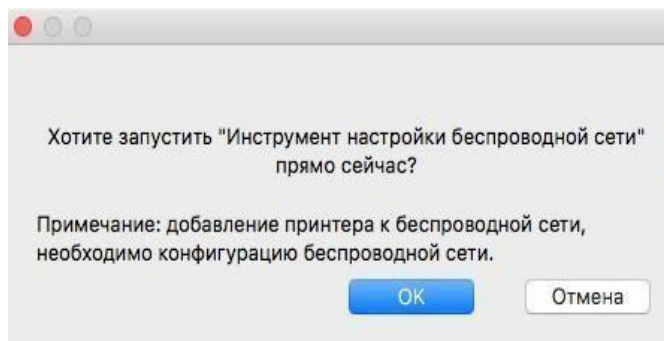 Хотите запустить "Инструмент настройки беспроводной сети"
прямо сейчас?
Примечание: добавление принтера к беспроводной сети,
необходимо конфигурацию беспроводной сети.
OK
Отмена